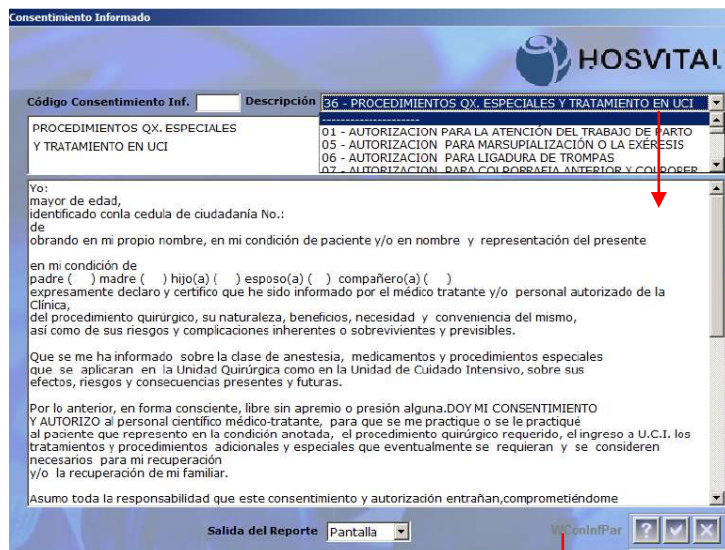 Consentimiento Informado
HOSVITAL
Código Consentimiento Inf.
Descripción
36 - PROCEDIMIENTOS QX. ESPECIALES Y TRATAMIENTO EN UCI
--------------------
01 - AUTORIZACION PARA LA ATENCIÓN DEL TRABAJO DE PARTO
05 - AUTORIZACION PARA MARSUPIALIZACIÓN O LA EXÉRESIS
06 - AUTORIZACION PARA LIGADURA DE TROMPAS
07 - AUTORIZACION PARA COLPORRAFIA ANTERIOR Y
PROCEDIMIENTOS QX. ESPECIALES
Y TRATAMIENTO EN UCI
Yo:
mayor de edad,
identificado conla cedula de ciudadanía No.:
de
obrando en mi propio nombre, en mi condición de paciente y/o en nombre y representación del presente
en mi condición de
padre ( ) madre ( ) hijo(a) ( ) esposo(a) ( ) compañero(a) ( )
expresamente declaro y certifico que he sido informado por el médico tratante y/o personal autorizado de la
Clínica,
del procedimiento quirúrgico, su naturaleza, beneficios, necesidad y conveniencia del mismo,
así como de sus riesgos y complicaciones inherentes o sobrevivientes y previsibles.
Que se me ha informado sobre la clase de anestesia, medicamentos y procedimientos especiales
que se aplicaran en la Unidad Quirúrgica como en la Unidad de Cuidado Intensivo, sobre sus
efectos, riesgos y consecuencias presentes y futuras.
Por lo anterior, en forma consciente, libre sin apremio o presión alguna.DOY MI CONSENTIMIENTO
Y AUTORIZO al personal científico médico-tratante, para que se me practique o se le practiqué
al paciente que represento en la condición anotada, el procedimiento quirúrgico requerido, el ingreso a U.C.I. los
tratamientos y procedimientos adicionales y especiales que eventualmente se requieran y se consideren
necesarios para mi recuperación
y/o la recuperación de mi familiar.
Asumo toda la responsabilidad que este consentimiento y autorización entrañan,comprometiéndome
Salida del Reporte
Pantalla
WConInfPar
?